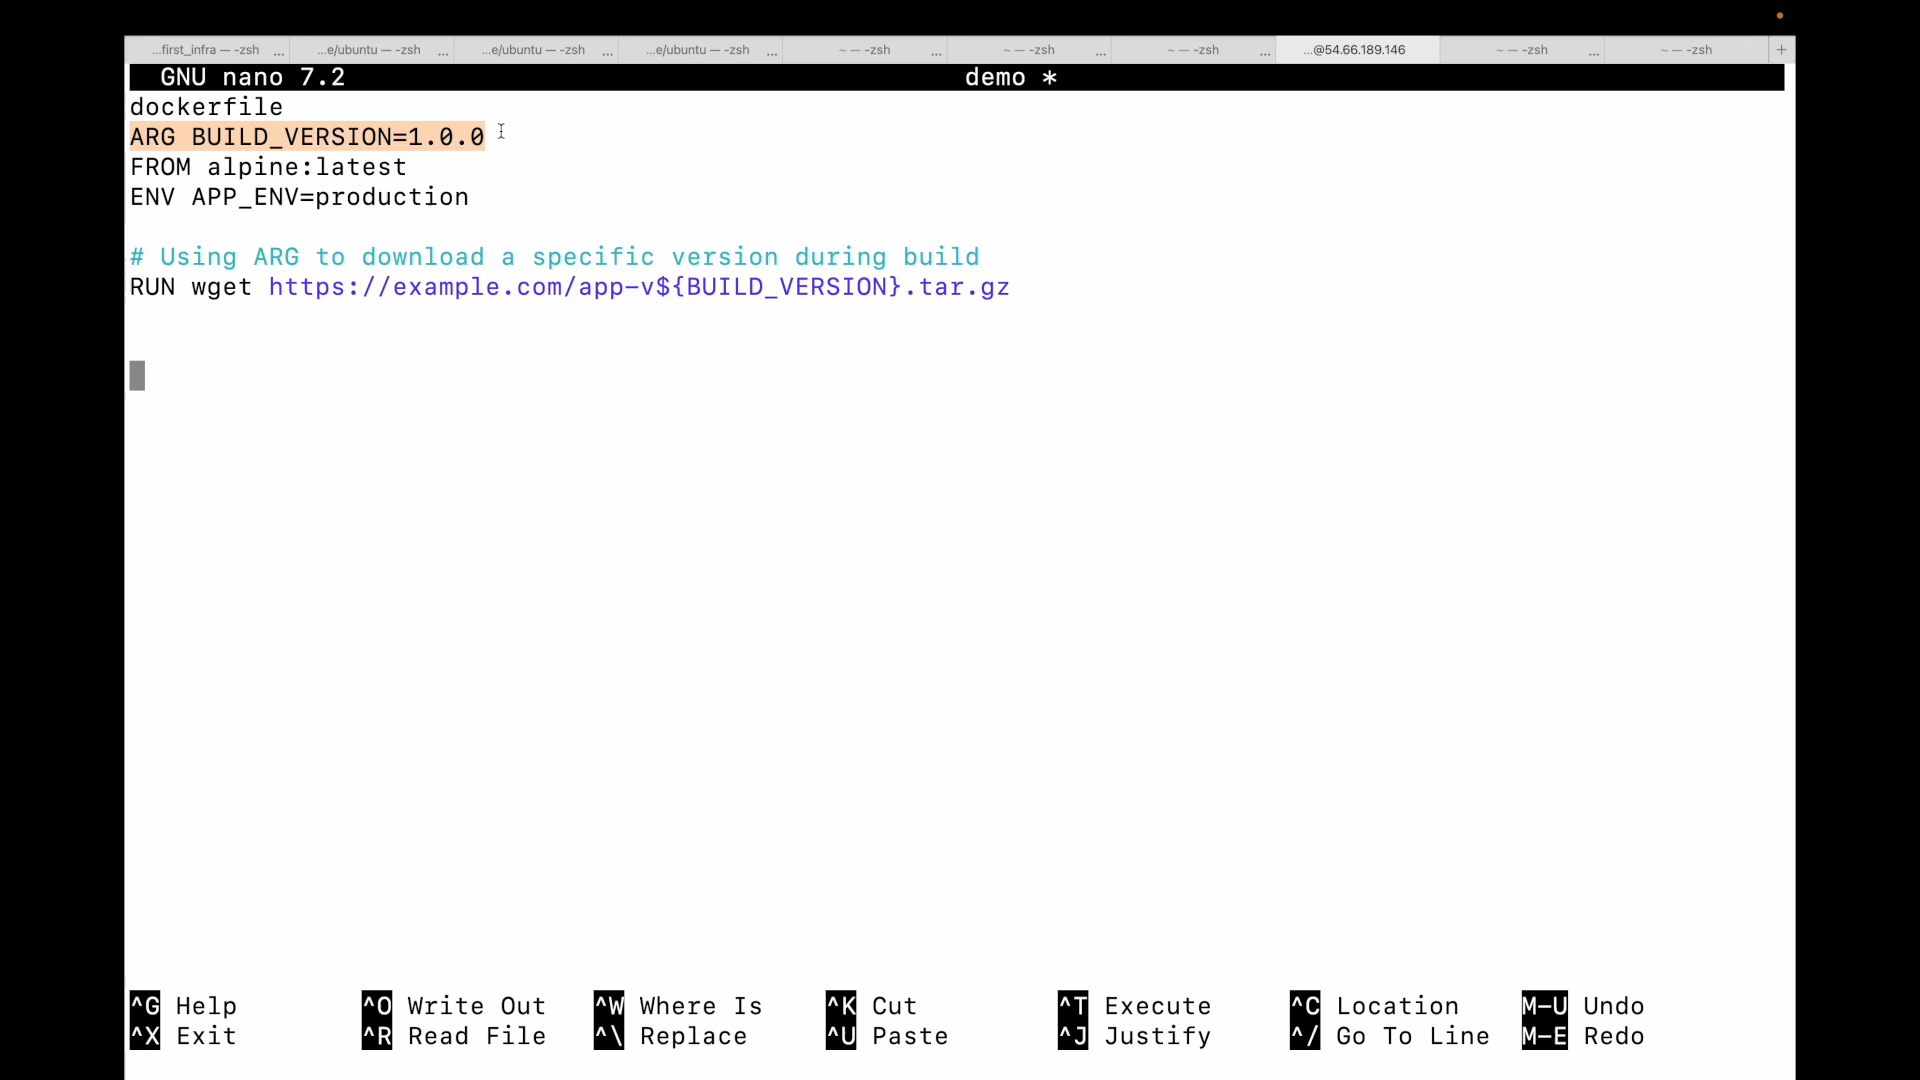 ...first_infra — -zsh ... ...e/ubuntu — -zsh ... ...e/ubuntu — -zsh ... ...e/ubuntu — -zsh ... ~ — -zsh ... ~ — -zsh ... ~ — -zsh ... ...@54.66.189.146 ~ — -zsh ... ~ — -zsh +
GNU nano 7.2 demo *
dockerfile
ARG BUILD_VERSION=1.0.0
FROM alpine:latest
ENV APP_ENV=production
# Using ARG to download a specific version during build
RUN wget https://example.com/app-v${BUILD_VERSION}.tar.gz
^G Help ^O Write Out ^W Where Is ^K Cut ^T Execute ^C Location M-U Undo
^X Exit ^R Read File ^\ Replace ^U Paste ^J Justify ^/ Go To Line M-E Redo